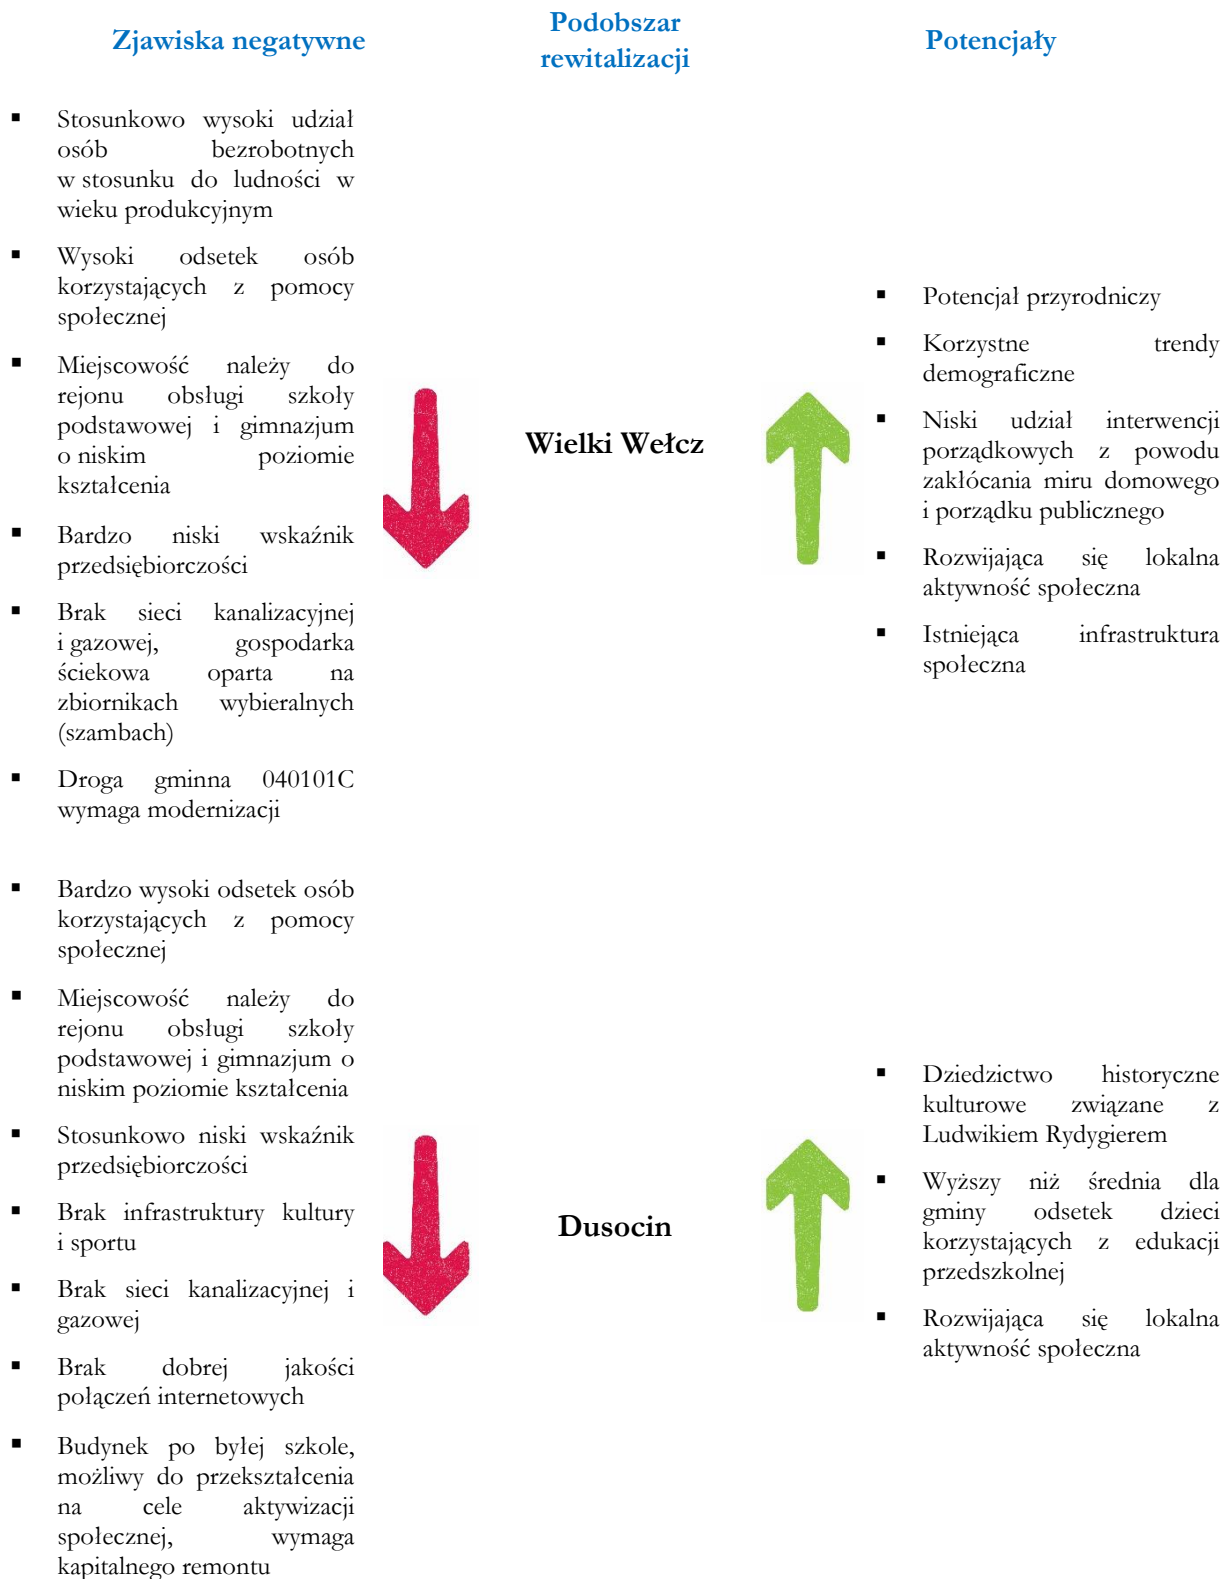 Zjawiska negatywne
Podobszar
rewitalizacji
Potencjały
▪ Stosunkowo wysoki udział
osób bezrobotnych
w stosunku do ludności w
wieku produkcyjnym
▪ Wysoki odsetek osób
korzystających z pomocy
społecznej
▪ Miejscowość należy do
rejonu obsługi szkoły
podstawowej i gimnazjum
o niskim poziomie
kształcenia
▪ Bardzo niski wskaźnik
przedsiębiorczości
▪ Brak sieci kanalizacyjnej
i gazowej, gospodarka
ściekowa oparta na
zbiornikach wybieralnych
(szambach)
▪ Droga gminna 040101C
wymaga modernizacji
Wielki Wełcz
▪ Potencjał przyrodniczy
▪ Korzystne trendy
demograficzne
▪ Niski udział interwencji
porządkowych z powodu
zakłócania miru domowego
i porządku publicznego
▪ Rozwijająca się lokalna
aktywność społeczna
▪ Istniejąca infrastruktura
społeczna
▪ Bardzo wysoki odsetek osób
korzystających z pomocy
społecznej
▪ Miejscowość należy do
rejonu obsługi szkoły
podstawowej i gimnazjum o
niskim poziomie kształcenia
▪ Stosunkowo niski wskaźnik
przedsiębiorczości
▪ Brak infrastruktury kultury
i sportu
▪ Brak sieci kanalizacyjnej i
gazowej
▪ Brak dobrej jakości
połączeń internetowych
▪ Budynek po byłej szkole,
możliwy do przekształcenia
na cele aktywizacji
społecznej, wymaga
kapitalnego remontu
Dusocin
▪ Dziedzictwo historyczne
kulturowe związane z
Ludwikiem Rydygierem
▪ Wyższy niż średnia dla
gminy odsetek dzieci
korzystających z edukacji
przedszkolnej
▪ Rozwijająca się lokalna
aktywność społeczna